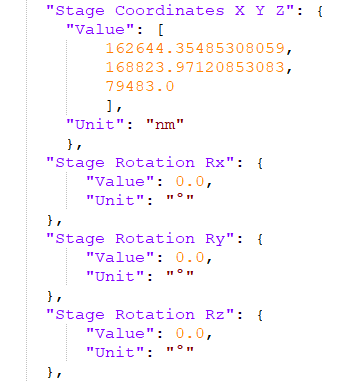 "Stage Coordinates X Y Z": {
"Value": [
162644.35485308059,
168823.97120853083,
79483.0
],
"Unit": "nm"
},
"Stage Rotation Rx": {
"Value": 0.0,
"Unit": "°"
},
"Stage Rotation Ry": {
"Value": 0.0,
"Unit": "°"
},
"Stage Rotation Rz": {
"Value": 0.0,
"Unit": "°"
},